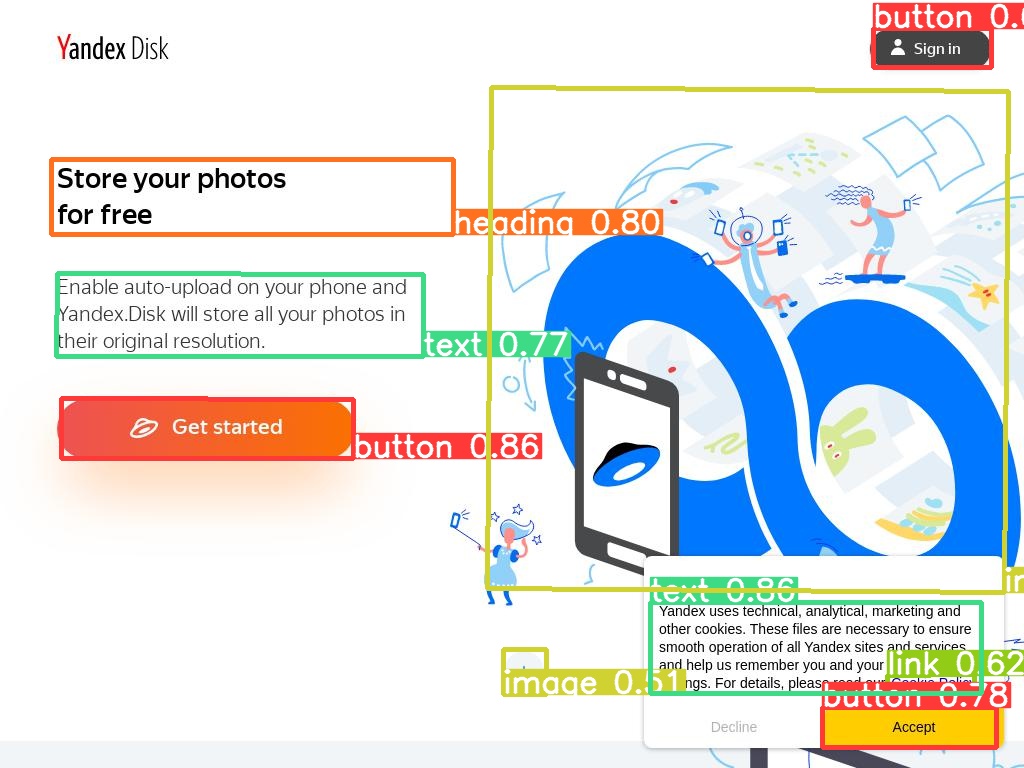 button 0.
Yandex Disk
Sign in
Store your photos
for free
heading 0.80
Enable auto-upload on your phone and
Yandex.Disk will store all your photos in
their original resolution.
text 0.77
Get started
button 0.86
text 0.86
Yandex uses technical, analytical, marketing and
other cookies. These files are necessary to ensure
smooth operation of all Yandex sites and services,
and help us remember you and your
link 0.62
image 0.51
ngs. For details, please read our Cookie Policy
button 0.78
Decline
Accept